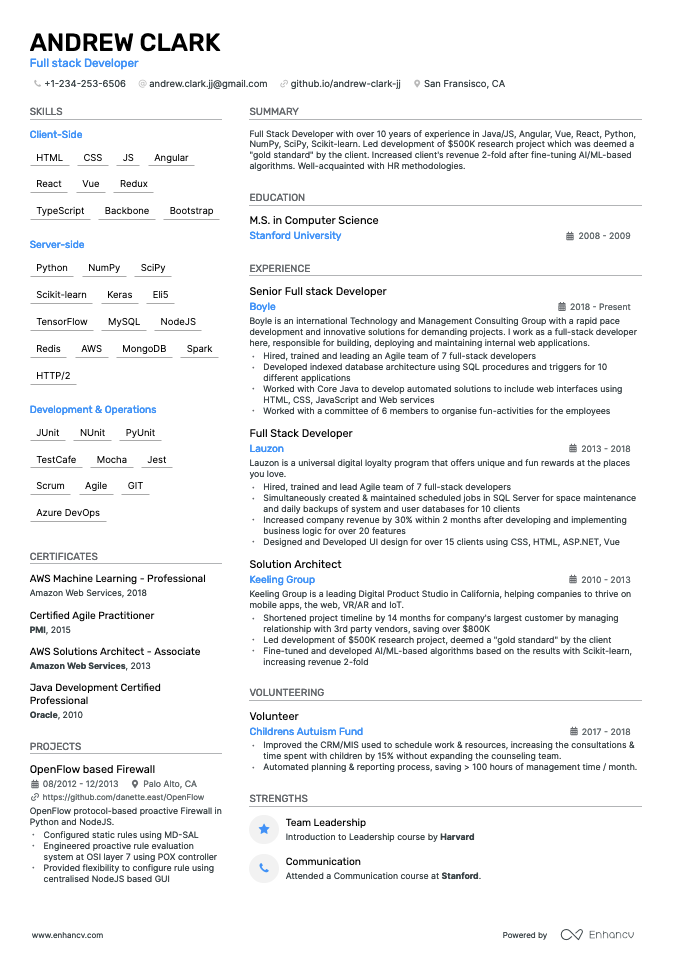 ANDREW CLARK
Full stack Developer
+1-234-253-6506 @ andrew.clark.jj@gmail.com github.io/andrew-clark-jj San Fransisco, CA
SKILLS
Client-Side
HTML CSS JS Angular
React Vue Redux
TypeScript Backbone Bootstrap
Server-side
Python NumPy SciPy
Scikit-learn Keras Eli5
TensorFlow MySQL NodeJS
Redis AWS MongoDB Spark
HTTP/2
Development & Operations
JUnit NUnit PyUnit
TestCafe Mocha Jest
Scrum Agile GIT
Azure DevOps
CERTIFICATES
AWS Machine Learning - Professional
Amazon Web Services, 2018
Certified Agile Practitioner
PMI, 2015
AWS Solutions Architect - Associate
Amazon Web Services, 2013
Java Development Certified
Professional
Oracle, 2010
PROJECTS
OpenFlow based Firewall
08/2012 - 12/2013 Palo Alto, CA
https://github.com/danette.east/OpenFlow
OpenFlow protocol-based proactive Firewall in
Python and NodeJS.
· Configured static rules using MD-SAL
· Engineered proactive rule evaluation
system at OSI layer 7 using POX controller
· Provided flexibility to configure rule using
centralised NodeJS based GUI
SUMMARY
Full Stack Developer with over 10 years of experience in Java/JS, Angular, Vue, React, Python,
NumPy, SciPy, Scikit-learn. Led development of $500K research project which was deemed a
"gold standard" by the client. Increased client's revenue 2-fold after fine-tuning AI/ML-based
algorithms. Well-acquainted with HR methodologies.
EDUCATION
M.S. in Computer Science
Stanford University 2008 - 2009
EXPERIENCE
Senior Full stack Developer
Boyle 2018 - Present
Boyle is an international Technology and Management Consulting Group with a rapid pace
development and innovative solutions for demanding projects. I work as a full-stack developer
here, responsible for building, deploying and maintaining internal web applications.
· Hired, trained and leading an Agile team of 7 full-stack developers
· Developed indexed database architecture using SQL procedures and triggers for 10
different applications
· Worked with Core Java to develop automated solutions to include web interfaces using
HTML, CSS, JavaScript and Web services
· Worked with a committee of 6 members to organise fun-activities for the employees
Full Stack Developer
Lauzon 2013 - 2018
Lauzon is a universal digital loyalty program that offers unique and fun rewards at the places
you love.
· Hired, trained and lead Agile team of 7 full-stack developers
· Simultaneously created & maintained scheduled jobs in SQL Server for space maintenance
and daily backups of system and user databases for 10 clients
· Increased company revenue by 30% within 2 months after developing and implementing
business logic for over 20 features
· Designed and Developed UI design for over 15 clients using CSS, HTML, ASP.NET, Vue
Solution Architect
Keeling Group 2010 - 2013
Keeling Group is a leading Digital Product Studio in California, helping companies to thrive on
mobile apps, the web, VR/AR and IoT.
· Shortened project timeline by 14 months for company's largest customer by managing
relationship with 3rd party vendors, saving over $800K
· Led development of $500K research project, deemed a "gold standard" by the client
· Fine-tuned and developed AI/ML-based algorithms based on the results with Scikit-learn,
increasing revenue 2-fold
VOLUNTEERING
Volunteer
Childrens Autuism Fund 2017 - 2018
· Improved the CRM/MIS used to schedule work & resources, increasing the consultations &
time spent with children by 15% without expanding the counseling team.
· Automated planning & reporting process, saving > 100 hours of management time / month.
STRENGTHS
Team Leadership
Introduction to Leadership course by Harvard
Communication
Attended a Communication course at Stanford.
www.enhancv.com Powered by Enhancv